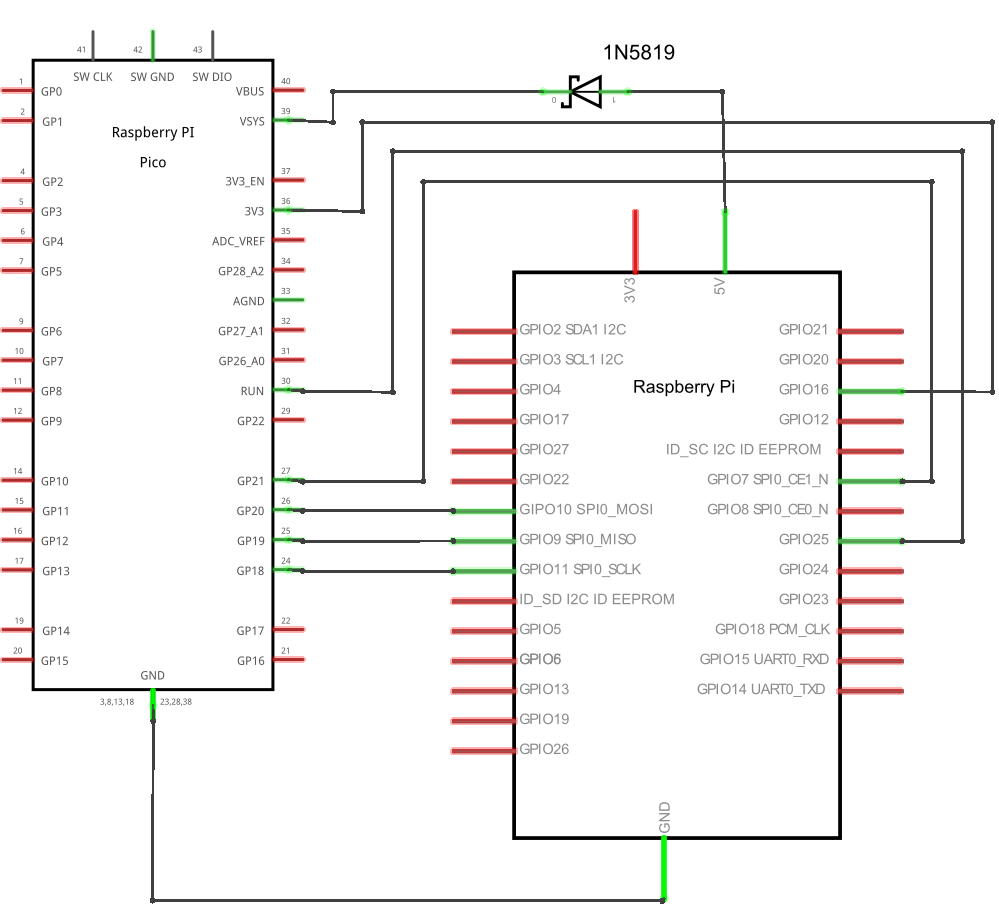 1N5819
0
1
41
42
43
SW CLK
SW GND
SW DIO
Raspberry PI
Pico
1
GP0
2
GP1
4
GP2
5
GP3
6
GP4
7
GP5
9
GP6
10
GP7
11
GP8
12
GP9
14
GP10
15
GP11
16
GP12
17
GP13
19
GP14
20
GP15
VBUS
40
VSYS
39
3V3_EN
37
3V3
36
ADC_VREF
35
GP28_A2
34
AGND
33
GP27_A1
32
GP26_A0
31
RUN
30
GP22
29
GP21
27
GP20
26
GP19
25
GP18
24
GP17
22
GP16
21
GND
3,8,13,18
23,28,38
3V3
5V
Raspberry Pi
GPIO2 SDA1 I2C
GPIO3 SCL1 I2C
GPIO4
GPIO17
GPIO27
GPIO22
GIPO10 SPI0_MOSI
GPIO9 SPI0_MISO
GPIO11 SPI0_SCLK
ID_SD I2C ID EEPROM
GPIO5
GPIO6
GPIO13
GPIO19
GPIO26
GPIO21
GPIO20
GPIO16
GPIO12
ID_SC I2C ID EEPROM
GPIO7 SPI0_CE1_N
GPIO8 SPI0_CE0_N
GPIO25
GPIO24
GPIO23
GPIO18 PCM_CLK
GPIO15 UART0_RXD
GPIO14 UART0_TXD
GND